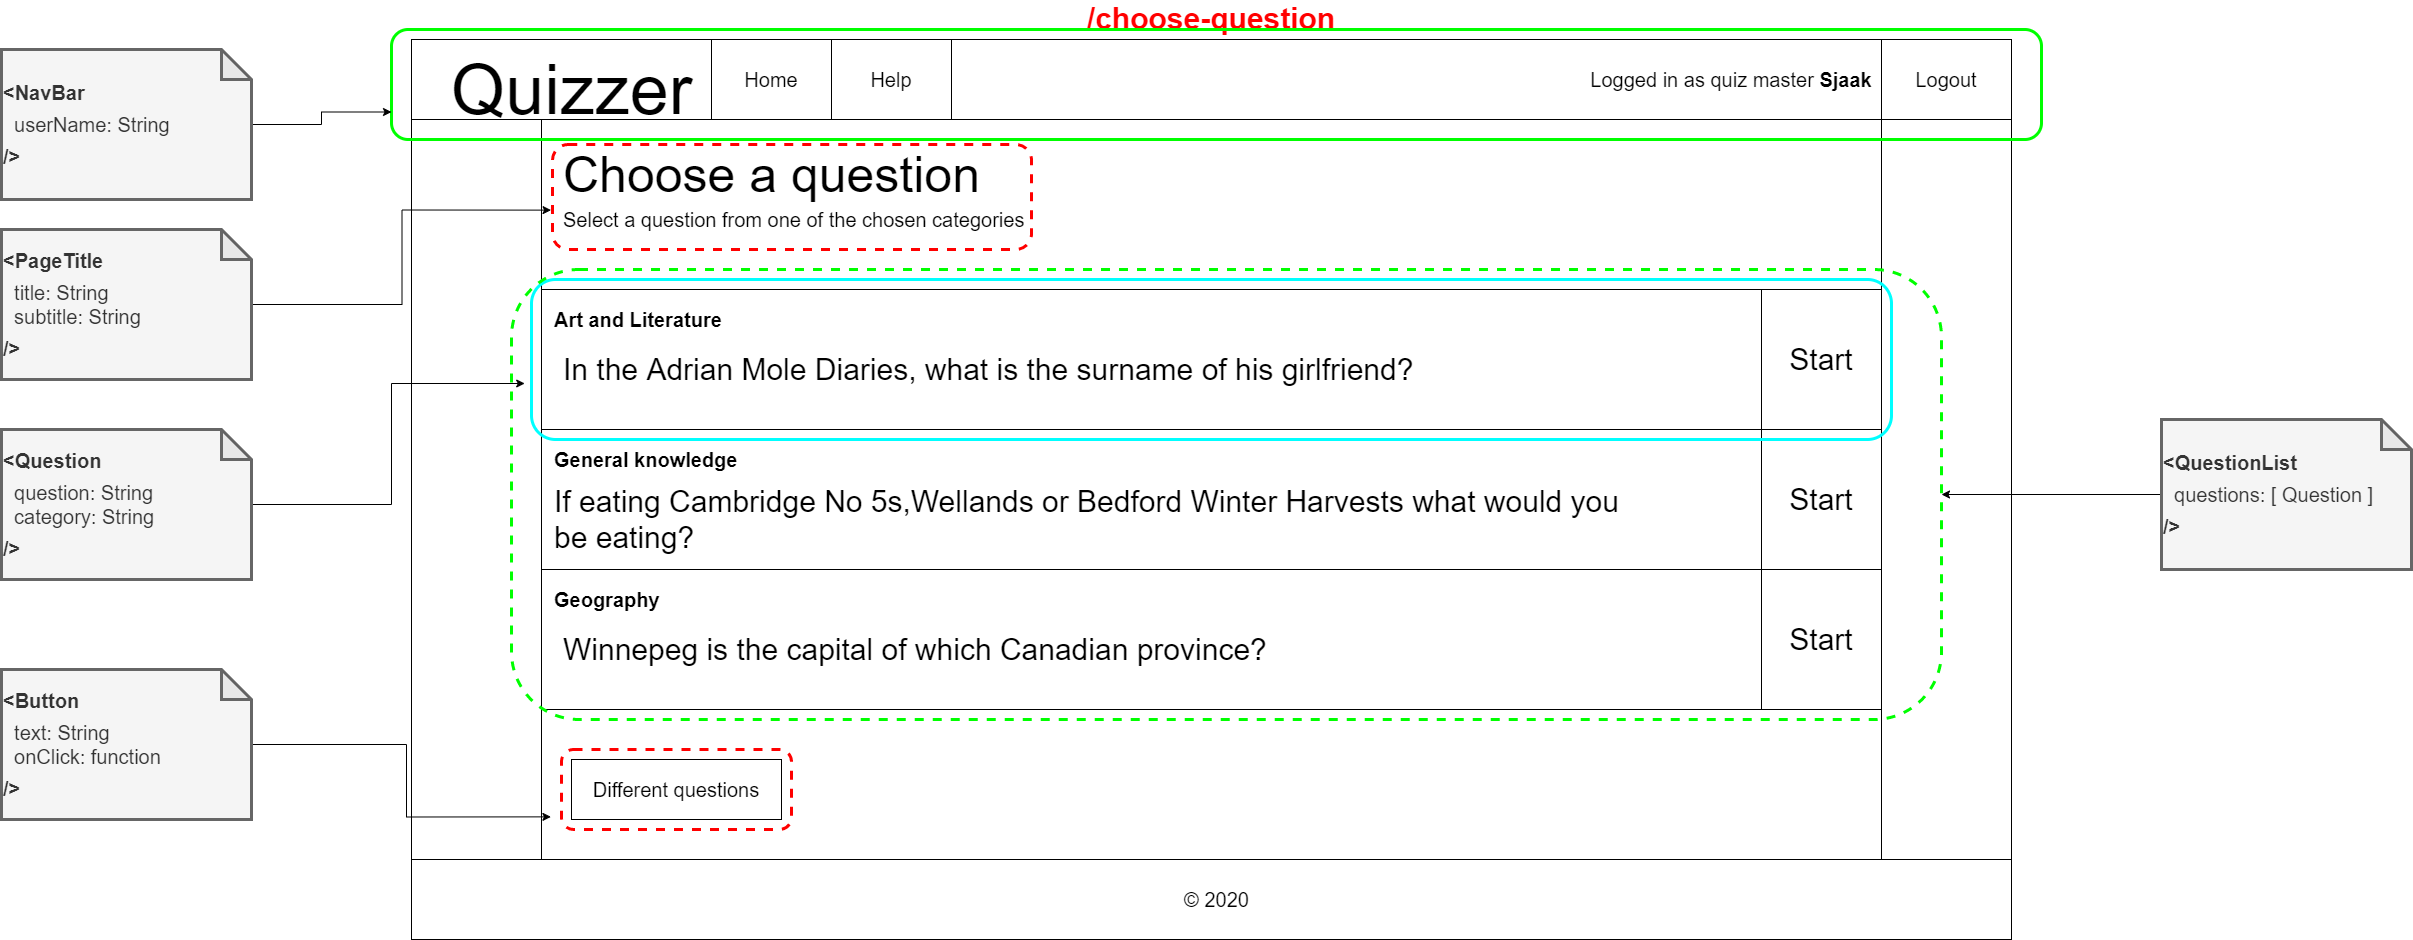 /choose-question
Quizzer
Home
Help
Logged in as quiz master Sjaak
Logout
<NavBar
userName: String
/>
Choose a question
Select a question from one of the chosen categories
<PageTitle
title: String
subtitle: String
/>
Art and Literature
In the Adrian Mole Diaries, what is the surname of his girlfriend?
Start
<Question
question: String
category: String
/>
General knowledge
If eating Cambridge No 5s,Wellands or Bedford Winter Harvests what would you
be eating?
Start
<QuestionList
questions: [ Question ]
/>
Geography
Winnepeg is the capital of which Canadian province?
Start
<Button
text: String
onClick: function
/>
Different questions
© 2020